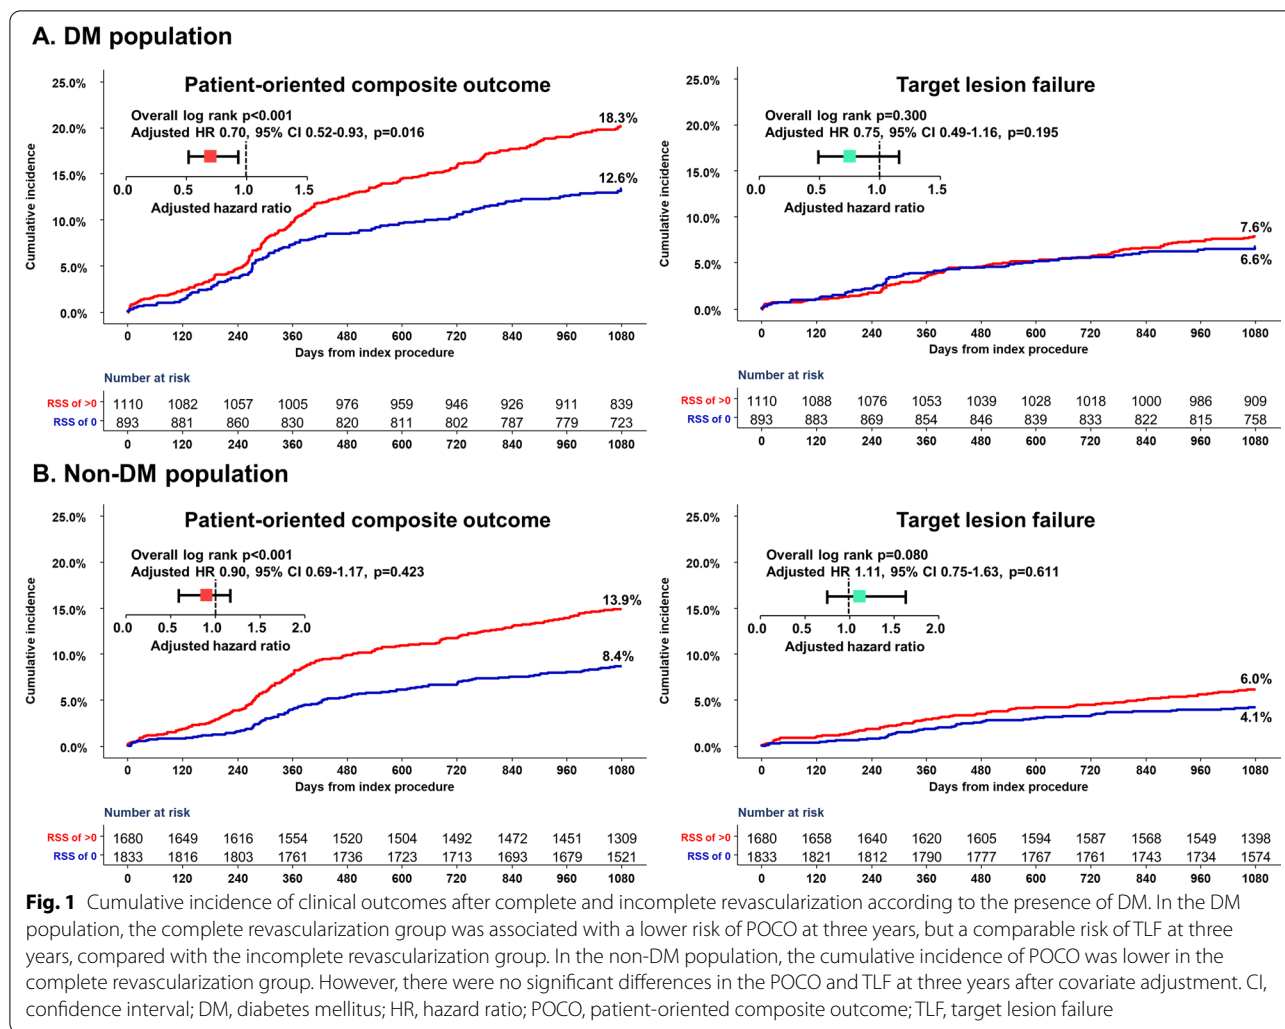 A. DM population
Patient-oriented composite outcome
Overall log rank p<0.001
Adjusted HR 0.70, 95% CI 0.52-0.93, p=0.016
0.0 0.5 1.0 1.5
Adjusted hazard ratio
18.3%
12.6%
Cumulative incidence
25.0%
20.0%
15.0%
10.0%
5.0%
0.0%
0 120 240 360 480 600 720 840 960 1080
Days from index procedure
Number at risk
RSS of >0 1110 1082 1057 1005 976 959 946 926 911 839
RSS of 0 893 881 860 830 820 811 802 787 779 723
0 120 240 360 480 600 720 840 960 1080
Target lesion failure
Overall log rank p=0.300
Adjusted HR 0.75, 95% CI 0.49-1.16, p=0.195
0.0 0.5 1.0 1.5
Adjusted hazard ratio
7.6%
6.6%
Cumulative incidence
25.0%
20.0%
15.0%
10.0%
5.0%
0.0%
0 120 240 360 480 600 720 840 960 1080
Days from index procedure
Number at risk
RSS of >0 1110 1088 1076 1053 1039 1028 1018 1000 986 909
RSS of 0 893 883 869 854 846 839 833 822 815 758
0 120 240 360 480 600 720 840 960 1080
B. Non-DM population
Patient-oriented composite outcome
Overall log rank p<0.001
Adjusted HR 0.90, 95% CI 0.69-1.17, p=0.423
0.0 0.5 1.0 1.5 2.0
Adjusted hazard ratio
13.9%
8.4%
Cumulative incidence
25.0%
20.0%
15.0%
10.0%
5.0%
0.0%
0 120 240 360 480 600 720 840 960 1080
Days from index procedure
Number at risk
RSS of >0 1680 1649 1616 1554 1520 1504 1492 1472 1451 1309
RSS of 0 1833 1816 1803 1761 1736 1723 1713 1693 1679 1521
0 120 240 360 480 600 720 840 960 1080
Target lesion failure
Overall log rank p=0.080
Adjusted HR 1.11, 95% CI 0.75-1.63, p=0.611
0.0 0.5 1.0 1.5 2.0
Adjusted hazard ratio
6.0%
4.1%
Cumulative incidence
25.0%
20.0%
15.0%
10.0%
5.0%
0.0%
0 120 240 360 480 600 720 840 960 1080
Days from index procedure
Number at risk
RSS of >0 1680 1658 1640 1620 1605 1594 1587 1568 1549 1398
RSS of 0 1833 1821 1812 1790 1777 1767 1761 1743 1734 1574
0 120 240 360 480 600 720 840 960 1080
Fig. 1 Cumulative incidence of clinical outcomes after complete and incomplete revascularization according to the presence of DM. In the DM
population, the complete revascularization group was associated with a lower risk of POCO at three years, but a comparable risk of TLF at three
years, compared with the incomplete revascularization group. In the non-DM population, the cumulative incidence of POCO was lower in the
complete revascularization group. However, there were no significant differences in the POCO and TLF at three years after covariate adjustment. CI,
confidence interval; DM, diabetes mellitus; HR, hazard ratio; POCO, patient-oriented composite outcome; TLF, target lesion failure